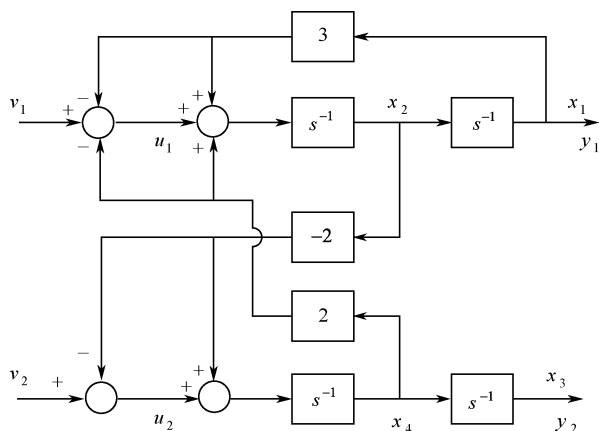 3
− +
v₁ + + x₂ x₁
s⁻¹ s⁻¹
− u₁ + y₁
−2
2
− +
v₂ + + x₃
s⁻¹ s⁻¹
u₂ x₄ y₂